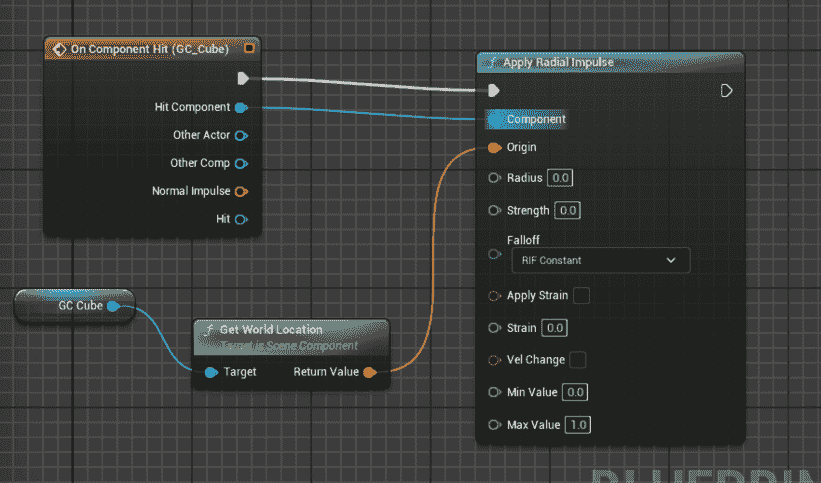 On Component Hit (GC_Cube)
Hit Component
Other Actor
Other Comp
Normal Impulse
Hit
GC Cube
Get World Location
Target is Scene Component
Target
Return Value
Apply Radial Impulse
Component
Origin
Radius 0.0
Strength 0.0
Falloff
RIF Constant
Apply Strain
Strain 0.0
Vel Change
Min Value 0.0
Max Value 1.0